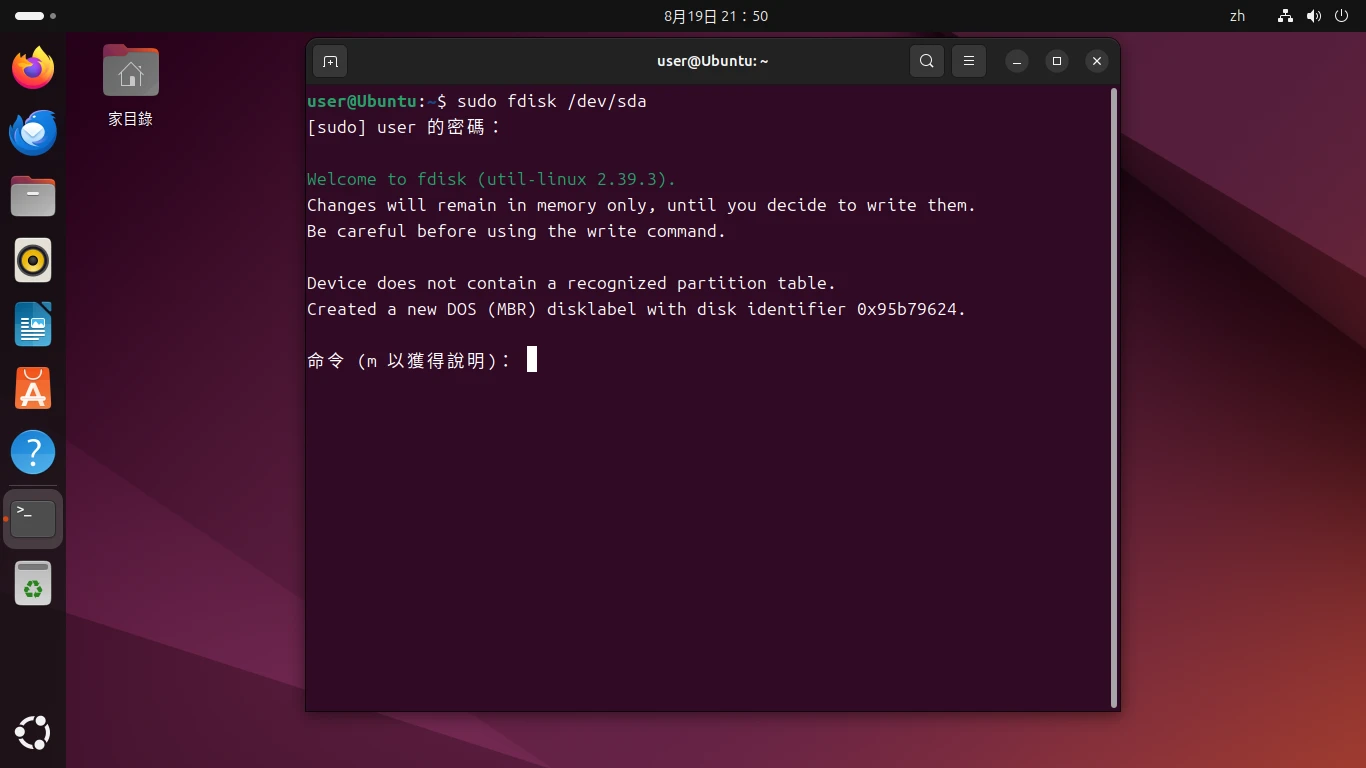 8月19日 21：50
zh
家目錄
user@Ubuntu: ~
user@Ubuntu:~$ sudo fdisk /dev/sda
[sudo] user 的密碼：
Welcome to fdisk (util-linux 2.39.3).
Changes will remain in memory only, until you decide to write them.
Be careful before using the write command.
Device does not contain a recognized partition table.
Created a new DOS (MBR) disklabel with disk identifier 0x95b79624.
命令 (m 以獲得說明)：